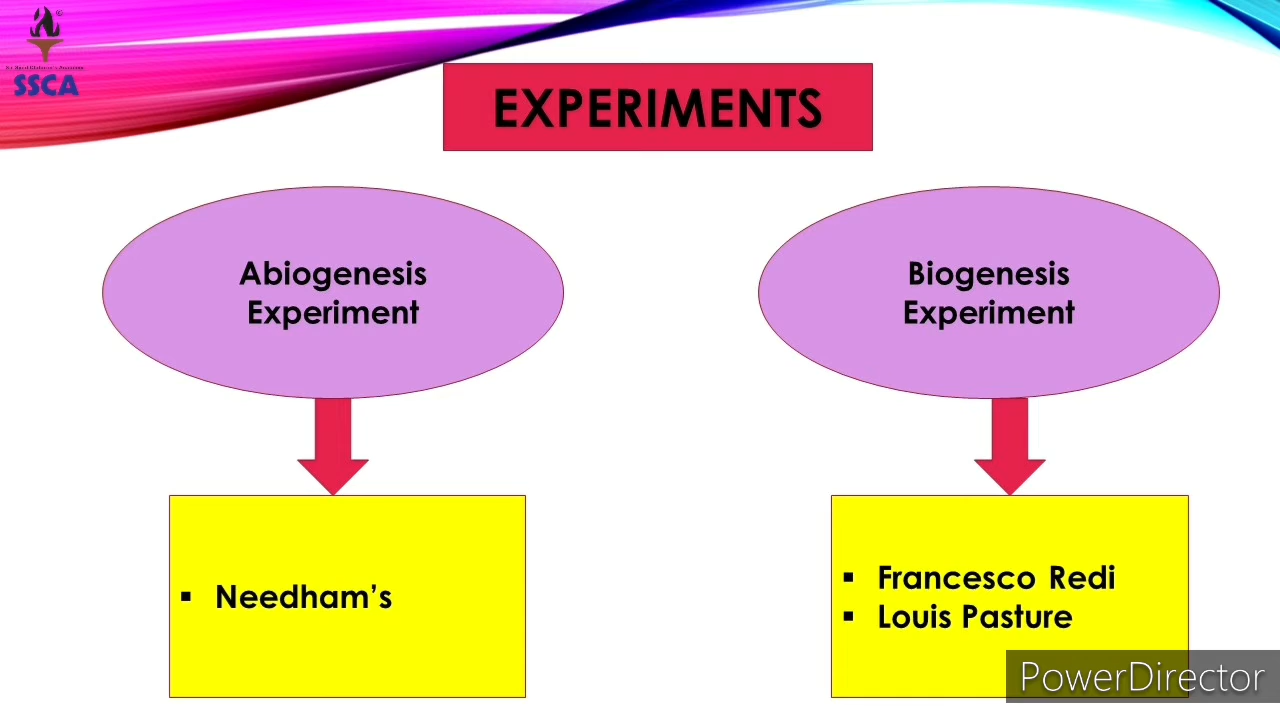 ©
SSCA
EXPERIMENTS
Abiogenesis
Experiment
Biogenesis
Experiment
▪ Needham’s
▪ Francesco Redi
▪ Louis Pasture
PowerDirector